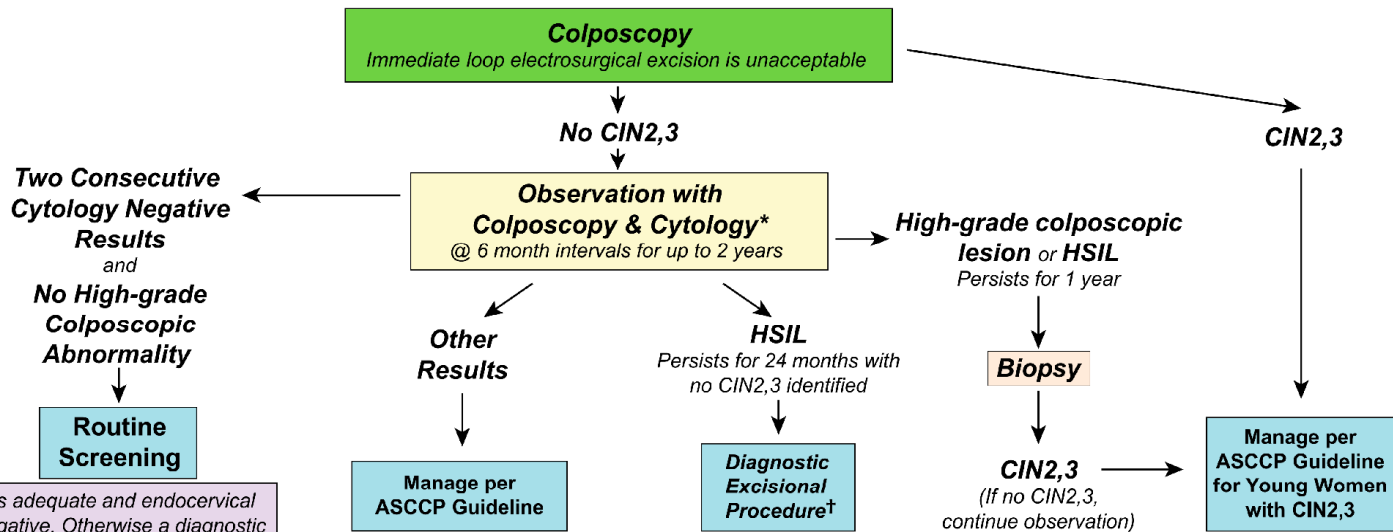 Colposcopy
Immediate loop electrosurgical excision is unacceptable
No CIN2,3
CIN2,3
Two Consecutive
Cytology Negative
Results
and
No High-grade
Colposcopic
Abnormality
Observation with
Colposcopy & Cytology*
@ 6 month intervals for up to 2 years
High-grade colposcopic
lesion or HSIL
Persists for 1 year
Other
Results
HSIL
Persists for 24 months with
no CIN2,3 identified
Biopsy
Routine
Screening
Manage per
ASCCP Guideline
Diagnostic
Excisional
Procedure†
CIN2,3
(If no CIN2,3,
continue observation)
Manage per
ASCCP Guideline
for Young Women
with CIN2,3
adequate and endocervical
Otherwise a diagnostic